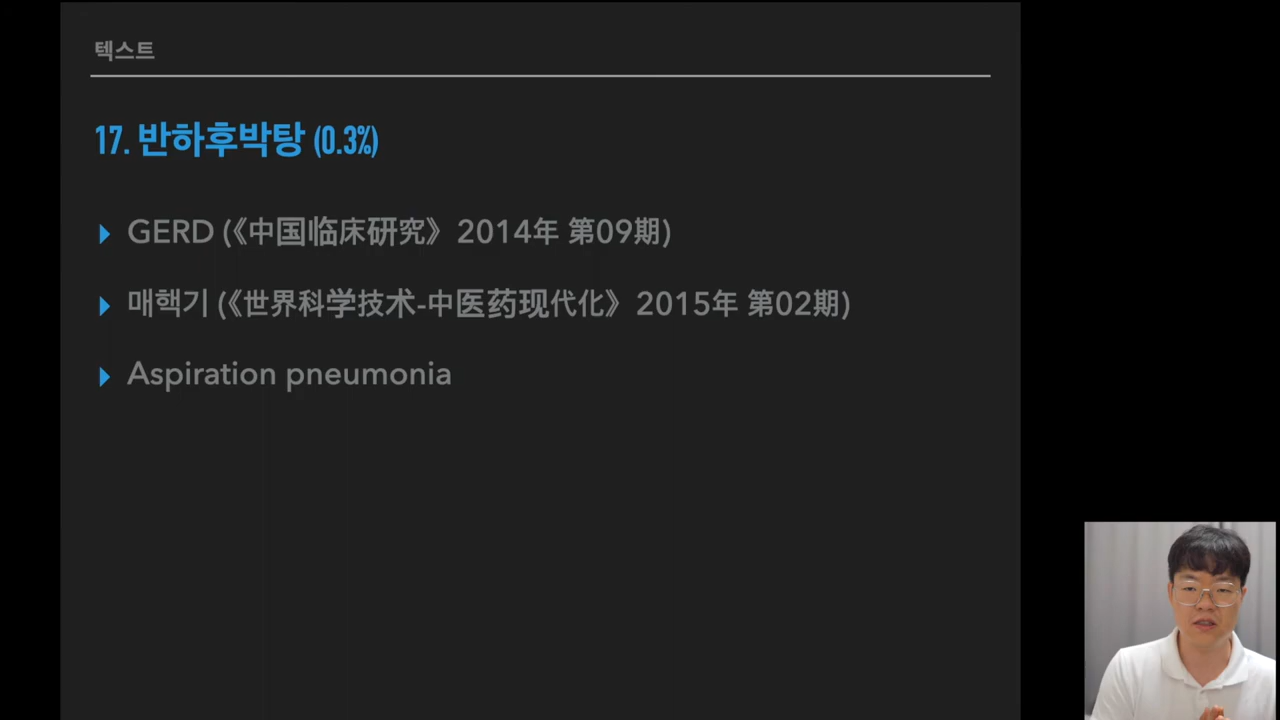 텍스트
17. 반하후박탕 (0.3%)
GERD (《中国临床研究》 2014年 第09期)
매핵기 (《世界科学技术-中医药现代化》 2015年 第02期)
Aspiration pneumonia